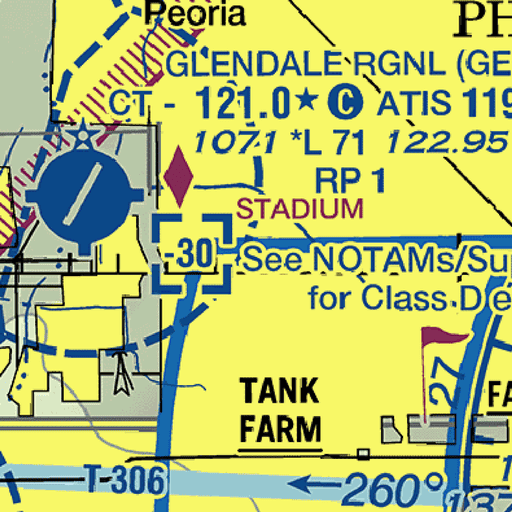 Peoria
PH
GLENDALE RGNL (GE
CT - 121.0★ C ATIS 119
1071 *L 71 122.95
RP 1
STADIUM
-30
See NOTAMs/Sup
for Class D e
TANK
FARM
27
FA
T-306
260°
137